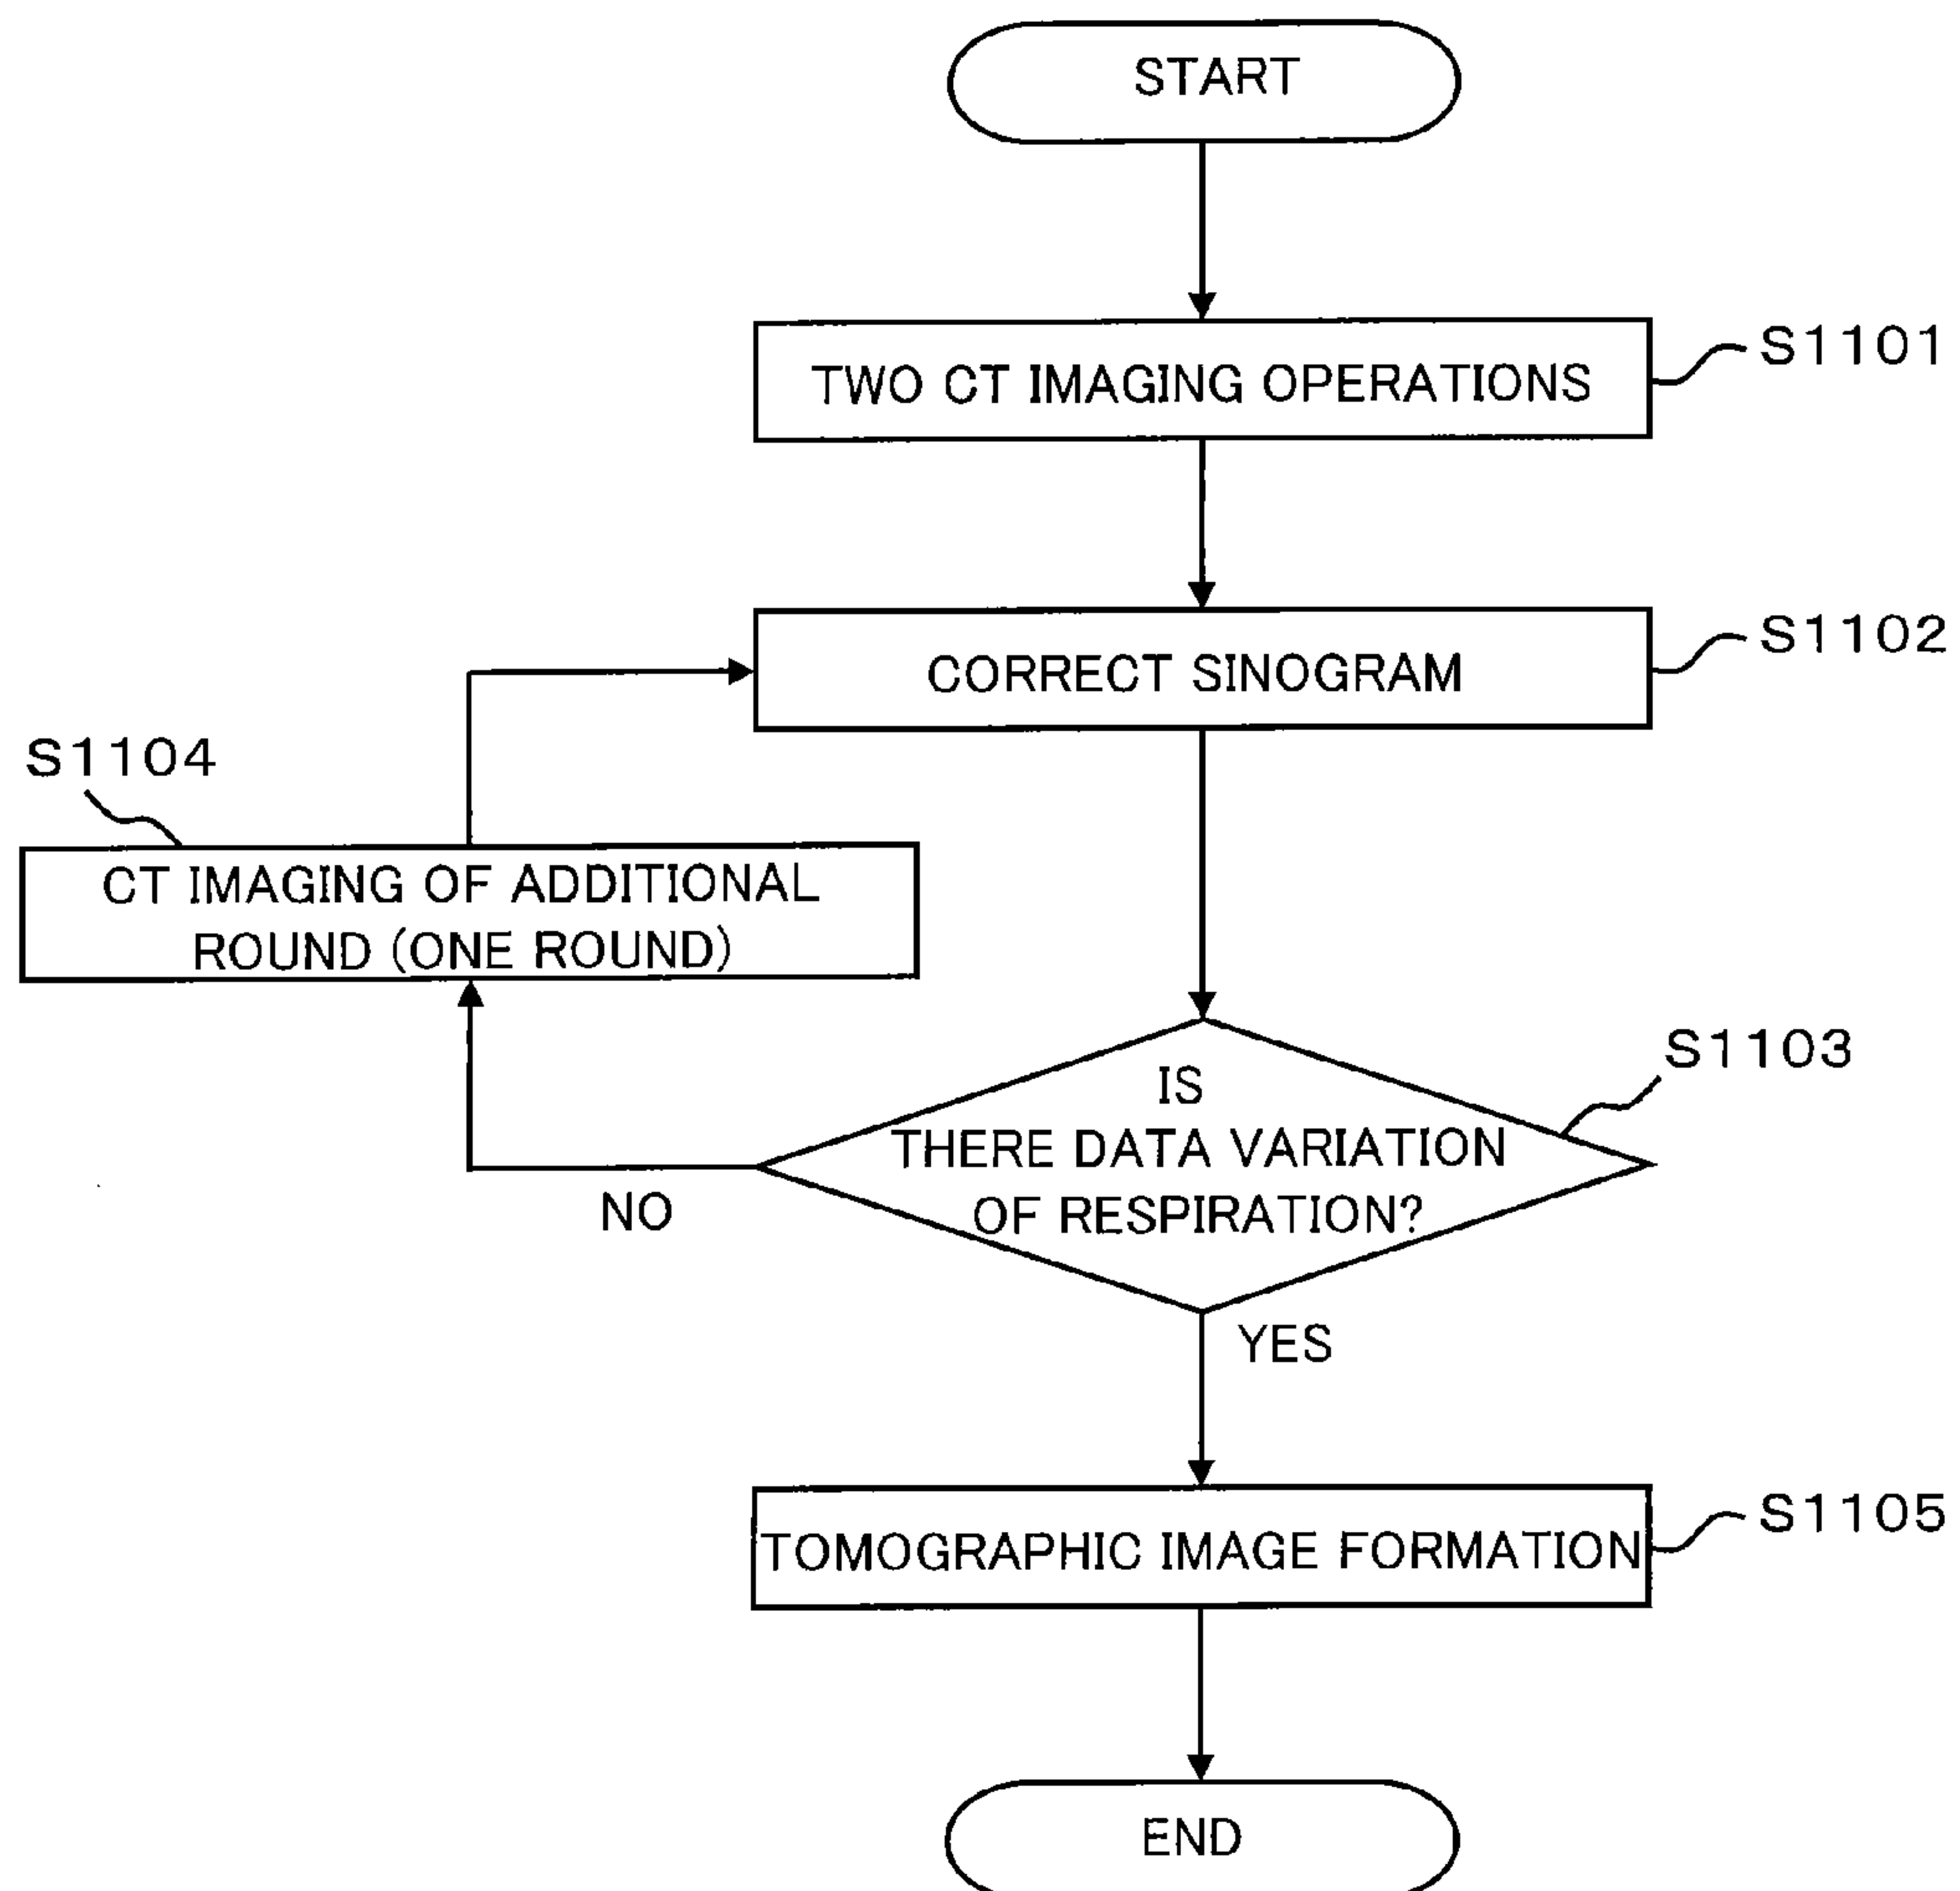 START
TWO CT IMAGING OPERATIONS
S1101
CORRECT SINOGRAM
S1102
S1104
CT IMAGING OF ADDITIONAL
ROUND (ONE ROUND)
S1103
IS
THERE DATA VARIATION
OF RESPIRATION?
NO
YES
TOMOGRAPHIC IMAGE FORMATION
S1105
END